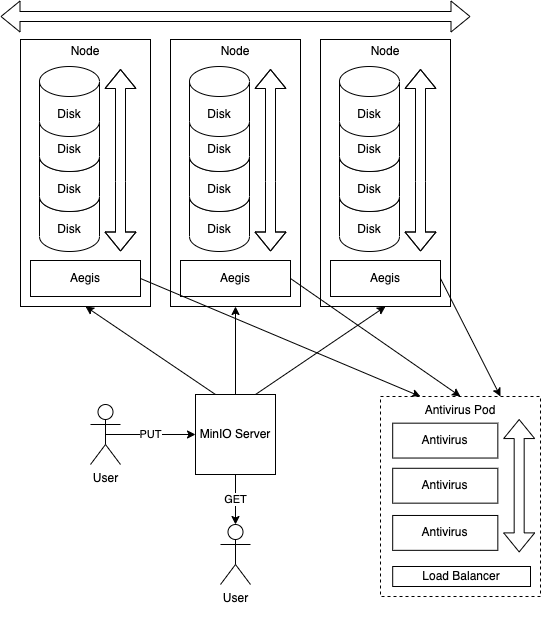 Node
Node
Node
Disk
Disk
Disk
Disk
Disk
Disk
Disk
Disk
Disk
Disk
Disk
Disk
Aegis
Aegis
Aegis
MinIO Server
PUT
User
GET
User
Antivirus Pod
Antivirus
Antivirus
Antivirus
Load Balancer